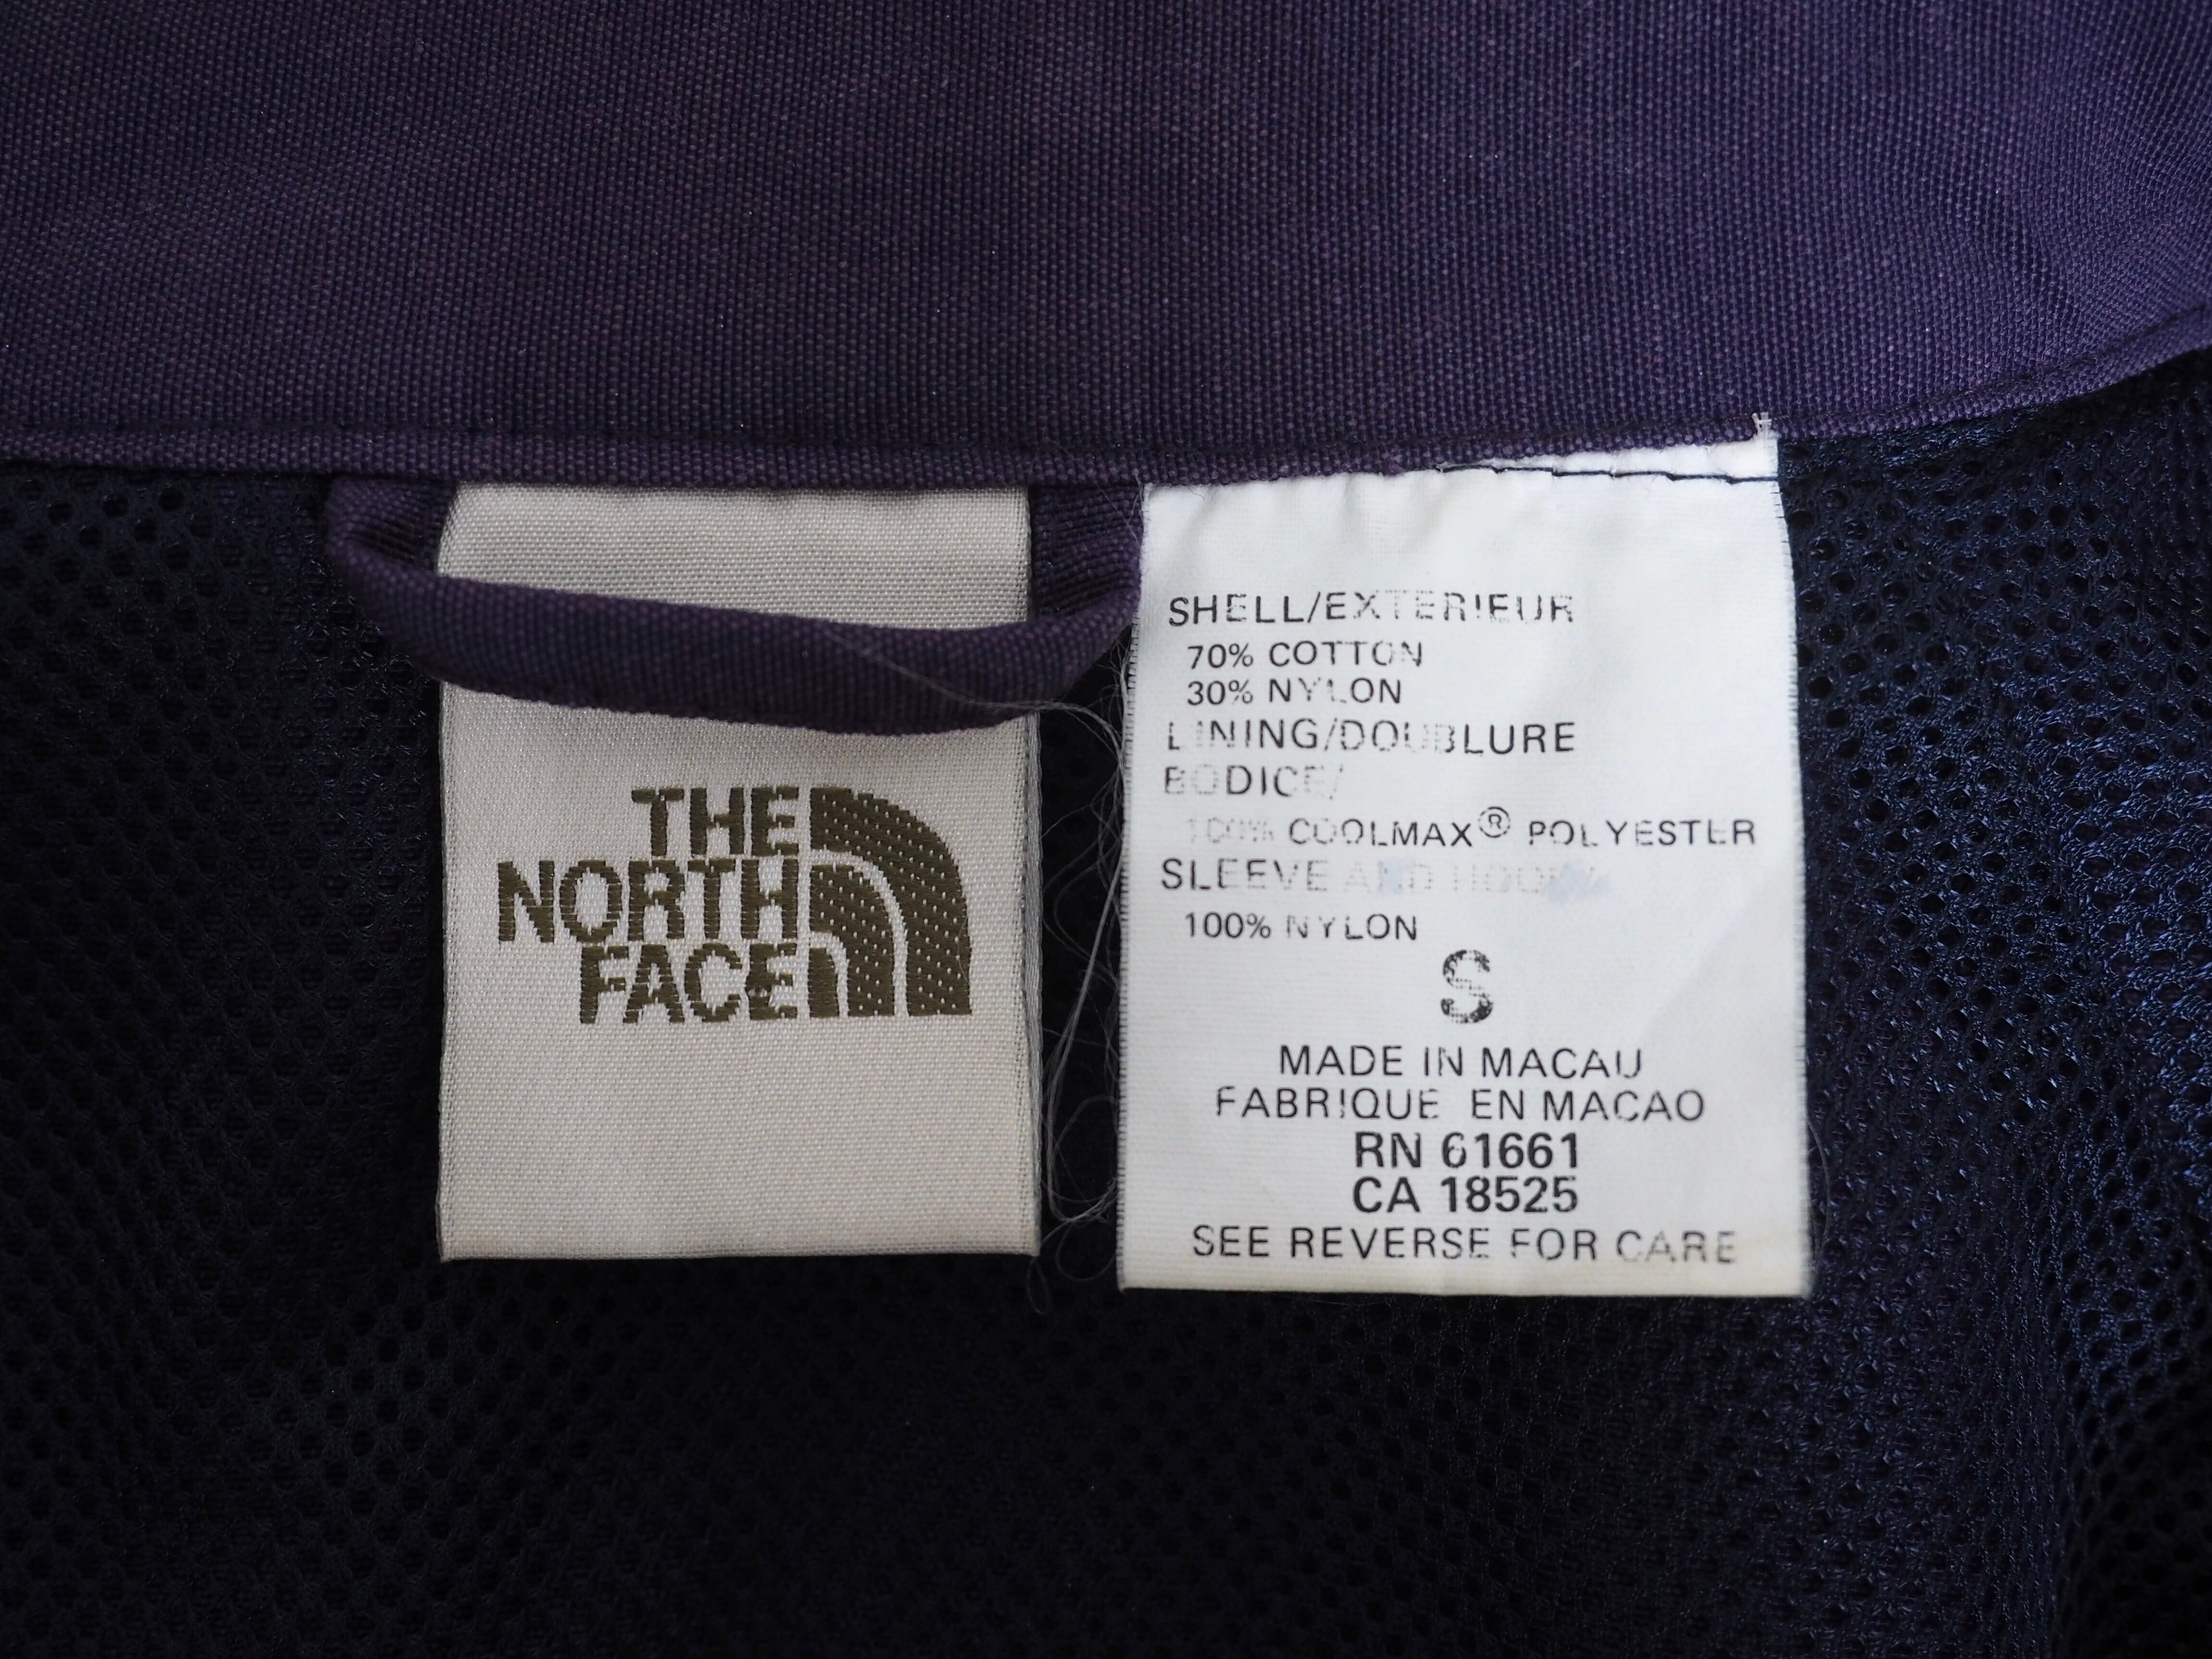 THE
NORTH
FACE
SHELL/EXTERIEUR
70% COTTON
30% NYLON
LINING/DOUBLURE
BODICE/
100% COOLMAX® POLYESTER
SLEEVE AND
100% NYLON
S
MADE IN MACAU
FABRIQUE EN MACAO
RN 61661
CA 18525
SEE REVERSE FOR CARE